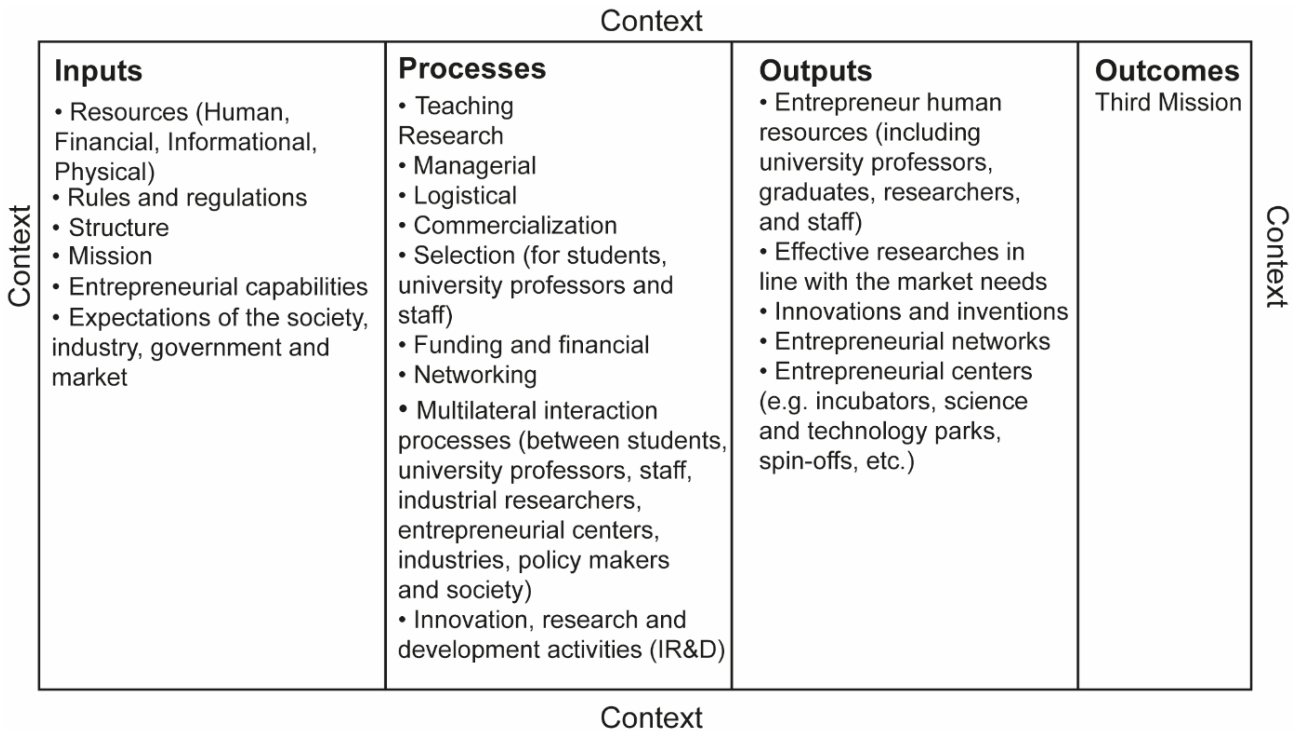 Context
Context
Inputs
• Resources (Human,
Financial, Informational,
Physical)
• Rules and regulations
• Structure
• Mission
• Entrepreneurial capabilities
• Expectations of the society,
industry, government and
market
Processes
• Teaching
Research
• Managerial
• Logistical
• Commercialization
• Selection (for students,
university professors and
staff)
• Funding and financial
• Networking
• Multilateral interaction
processes (between students,
university professors, staff,
industrial researchers,
entrepreneurial centers,
industries, policy makers
and society)
• Innovation, research and
development activities (IR&D)
Outputs
• Entrepreneur human
resources (including
university professors,
graduates, researchers,
and staff)
• Effective researches in
line with the market needs
• Innovations and inventions
• Entrepreneurial networks
• Entrepreneurial centers
(e.g. incubators, science
and technology parks,
spin-offs, etc.)
Outcomes
Third Mission
Context
Context